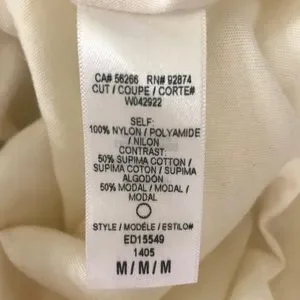 CA# 56266 RN# 92874
CUT / COUPE / CORTE#
W042922
SELF:
100% NYLON / POLYAMIDE
/ NILON
CONTRAST:
50% SUPIMA COTTON /
SUPIMA COTON / SUPIMA
ALGODÓN
50% MODAL / MODAL /
MODAL
STYLE / MODÈLE / ESTILO#
ED15549
1405
M / M / M